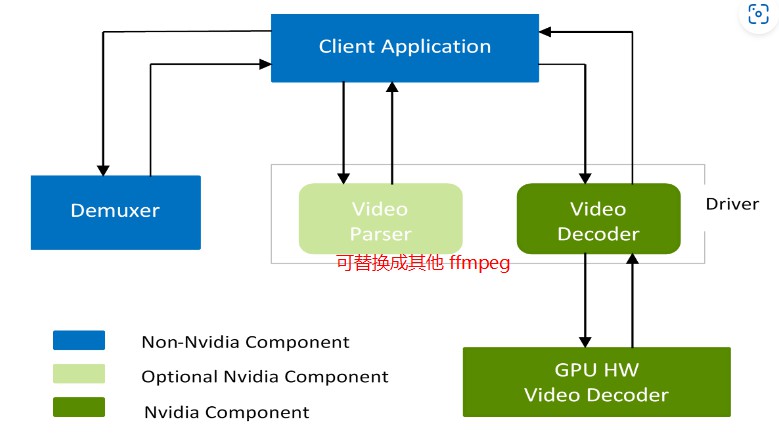 Client Application
Demuxer
Video
Parser
Video
Decoder
Driver
可替换成其他 ffmpeg
GPU HW
Video Decoder
Non-Nvidia Component
Optional Nvidia Component
Nvidia Component